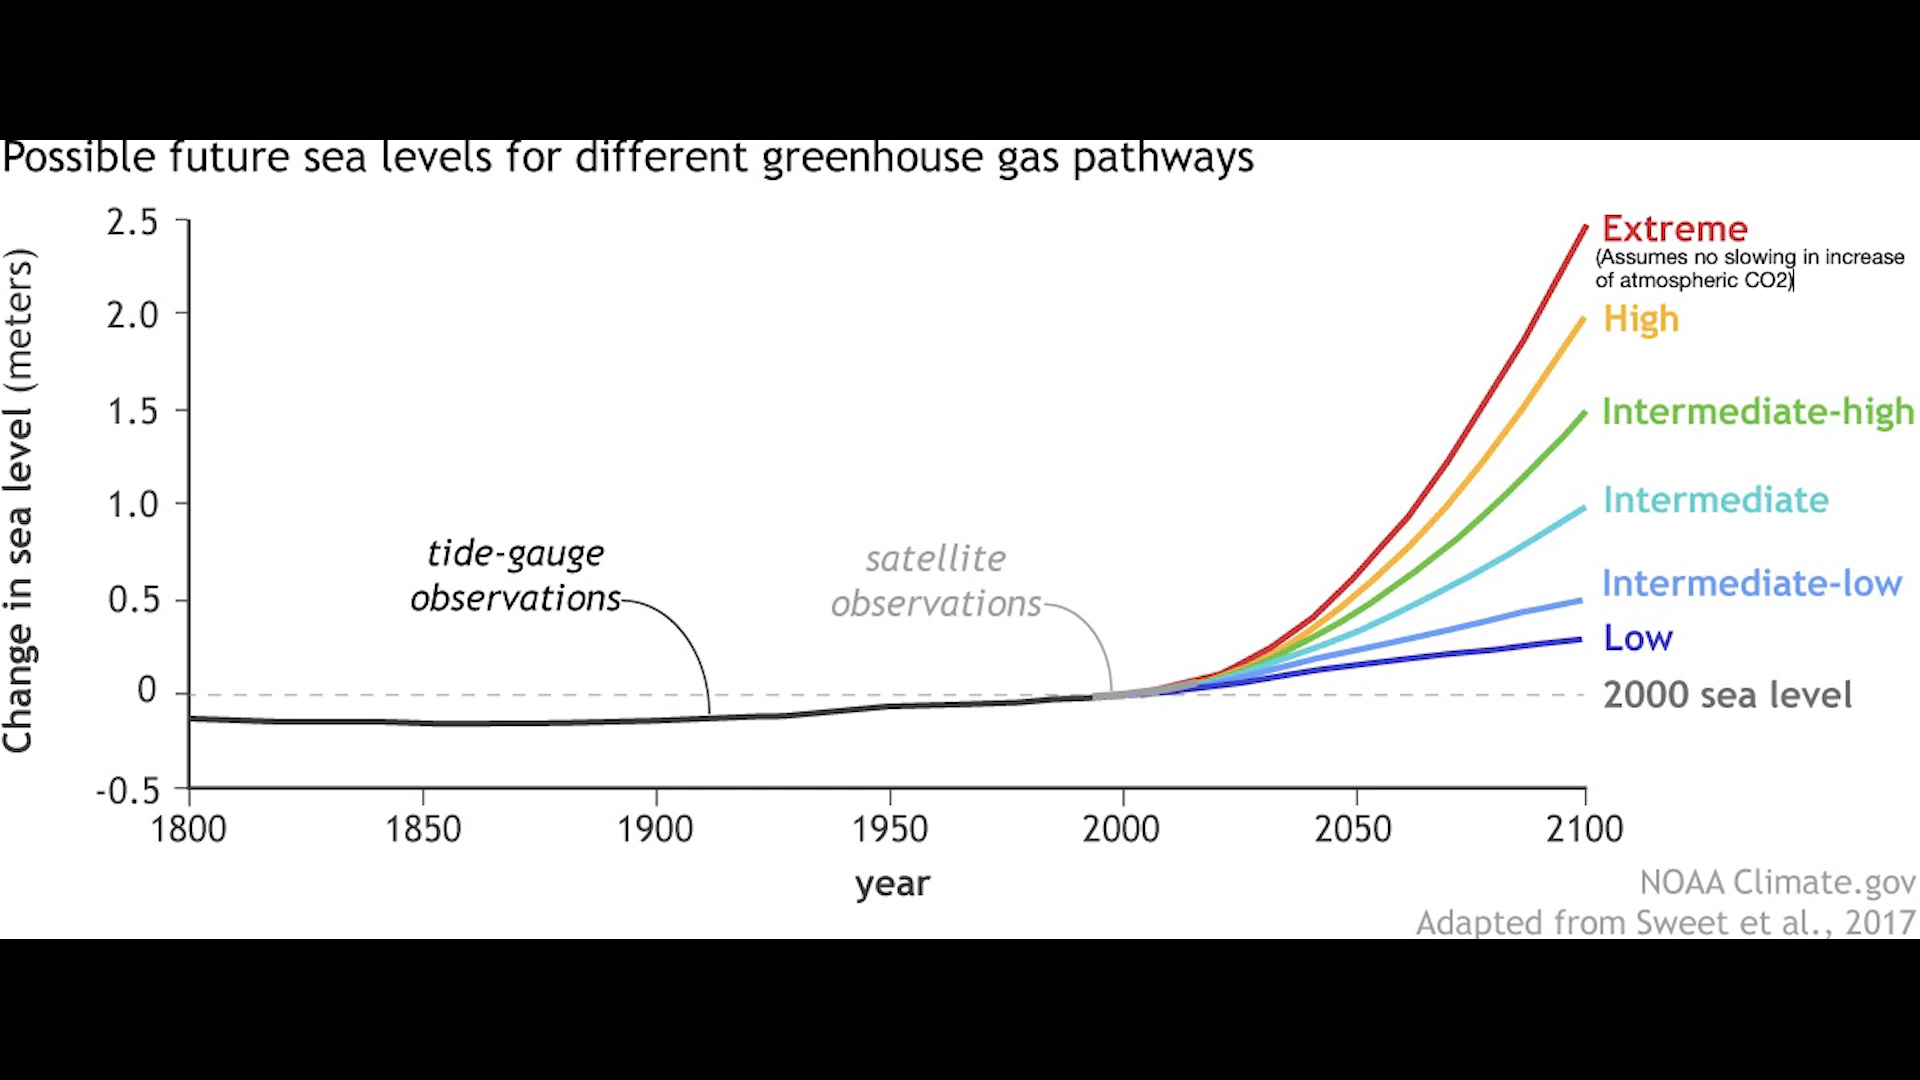 Possible future sea levels for different greenhouse gas pathways
Change in sea level (meters)
2.5
2.0
1.5
1.0
0.5
0
-0.5
tide-gauge
observations
satellite
observations
Extreme
(Assumes no slowing in increase
of atmospheric CO2)
High
Intermediate-high
Intermediate
Intermediate-low
Low
2000 sea level
1800 1850 1900 1950 2000 2050 2100
year
NOAA Climate.gov
Adapted from Sweet et al., 2017